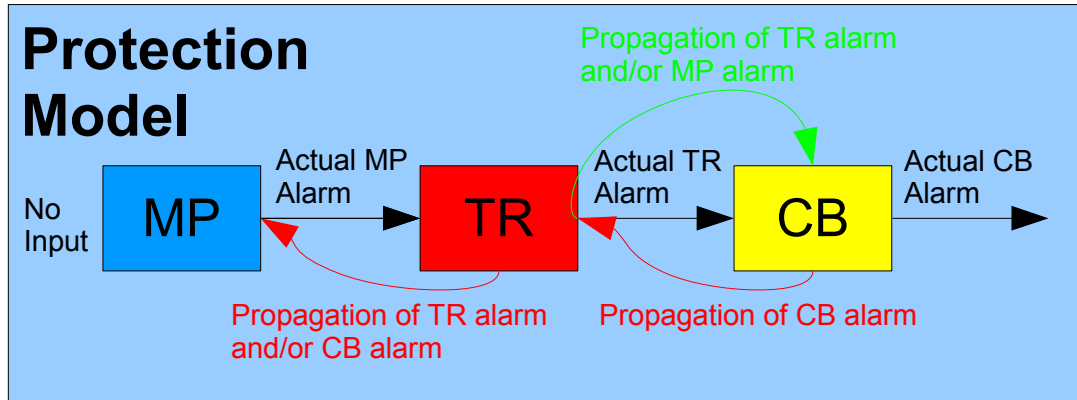 Protection
Model
Propagation of TR alarm
and/or MP alarm
No
Input
MP
Actual MP
Alarm
TR
Actual TR
Alarm
CB
Actual CB
Alarm
Propagation of TR alarm
and/or CB alarm
Propagation of CB alarm